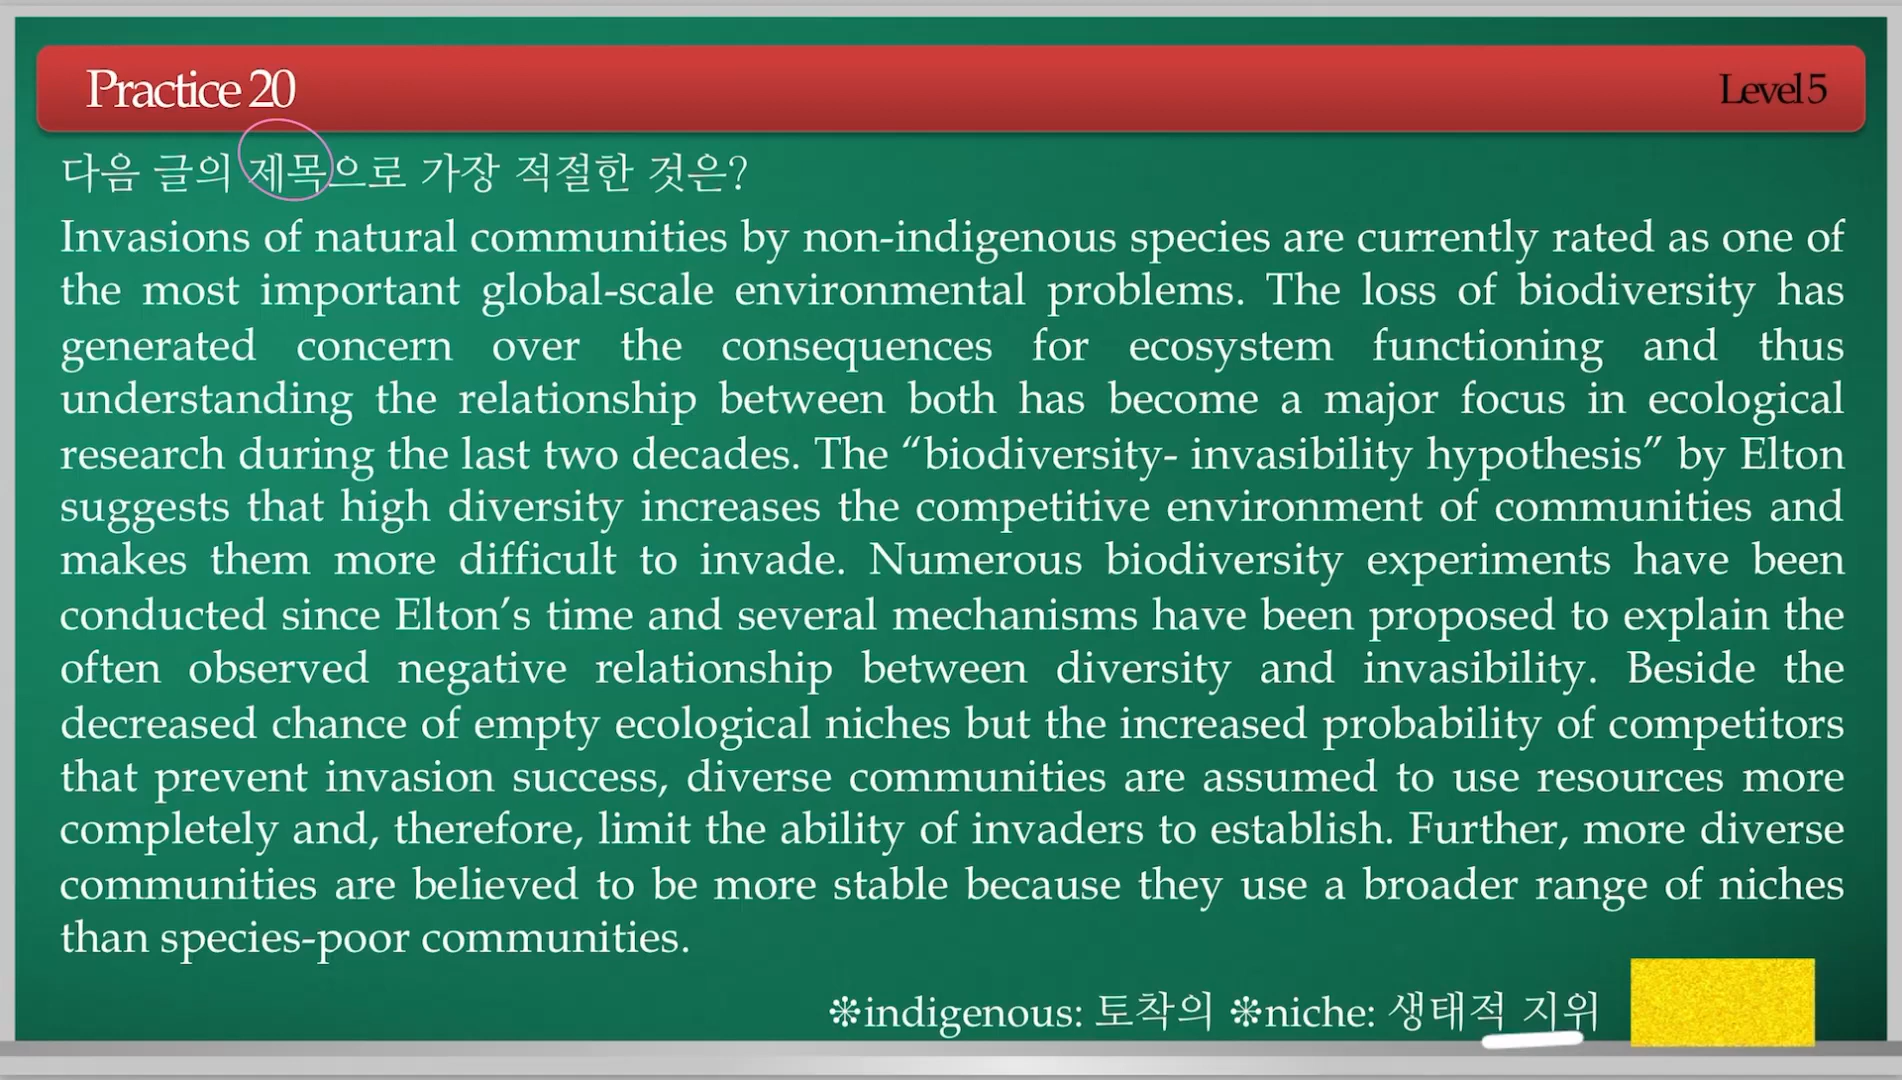 Practice 20
Level 5
다음 글의 제목으로 가장 적절한 것은?
Invasions of natural communities by non-indigenous species are currently rated as one of
the most important global-scale environmental problems. The loss of biodiversity has
generated concern over the consequences for ecosystem functioning and thus
understanding the relationship between both has become a major focus in ecological
research during the last two decades. The “biodiversity- invasibility hypothesis” by Elton
suggests that high diversity increases the competitive environment of communities and
makes them more difficult to invade. Numerous biodiversity experiments have been
conducted since Elton’s time and several mechanisms have been proposed to explain the
often observed negative relationship between diversity and invasibility. Beside the
decreased chance of empty ecological niches but the increased probability of competitors
that prevent invasion success, diverse communities are assumed to use resources more
completely and, therefore, limit the ability of invaders to establish. Further, more diverse
communities are believed to be more stable because they use a broader range of niches
than species-poor communities.
❊indigenous: 토착의 ❊niche: 생태적 지위